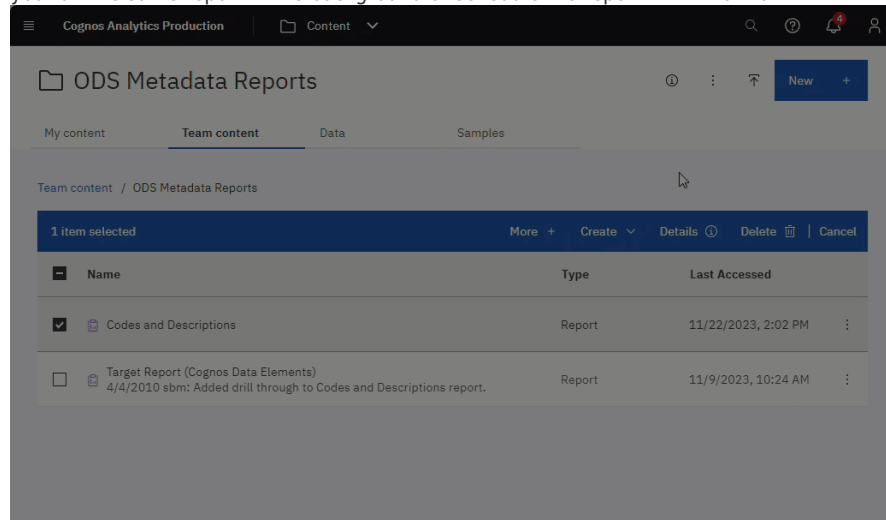 Cognos Analytics Production Content
4
ODS Metadata Reports
New +
My content Team content Data Samples
Team content / ODS Metadata Reports
1 item selected More + Create Details Delete | Cancel
Name Type Last Accessed
Codes and Descriptions Report 11/22/2023, 2:02 PM
Target Report (Cognos Data Elements)
4/4/2010 sbm: Added drill through to Codes and Descriptions report. Report 11/9/2023, 10:24 AM